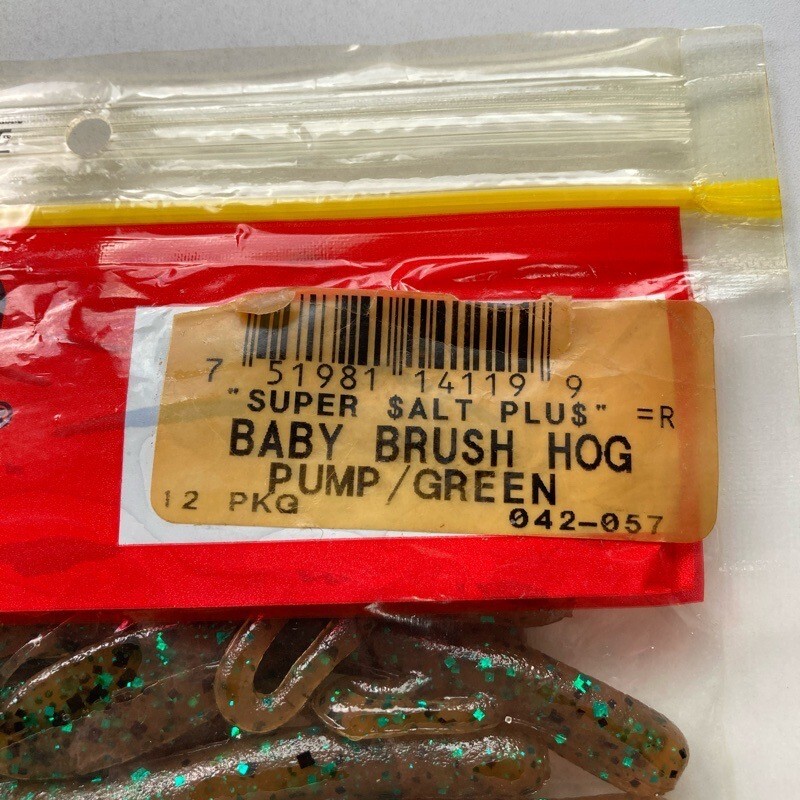 7 51981 14119 9
"SUPER $ALT PLU$" =R
BABY BRUSH HOG
PUMP/GREEN
12 PKG 042-057